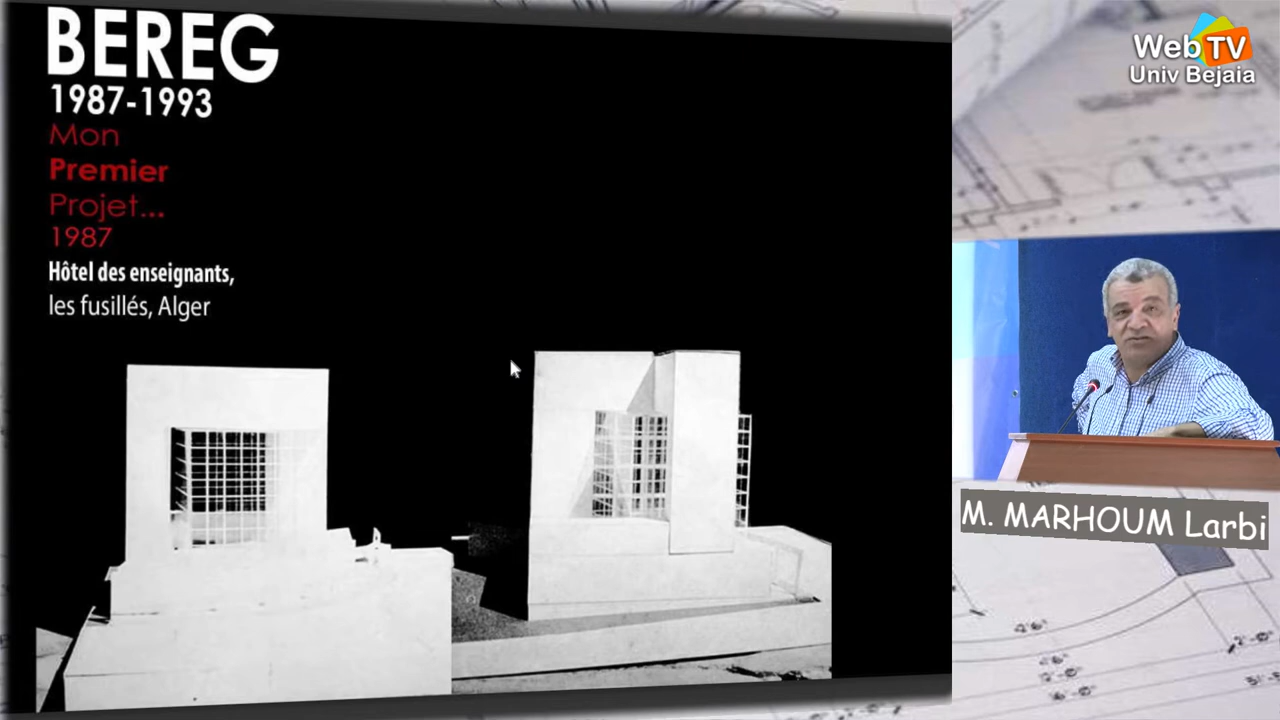 BEREG
1987-1993
Mon
Premier
Projet...
1987
Hôtel des enseignants,
les fusillés, Alger
Web TV
Univ Bejaia
M. MARHOUM Larbi